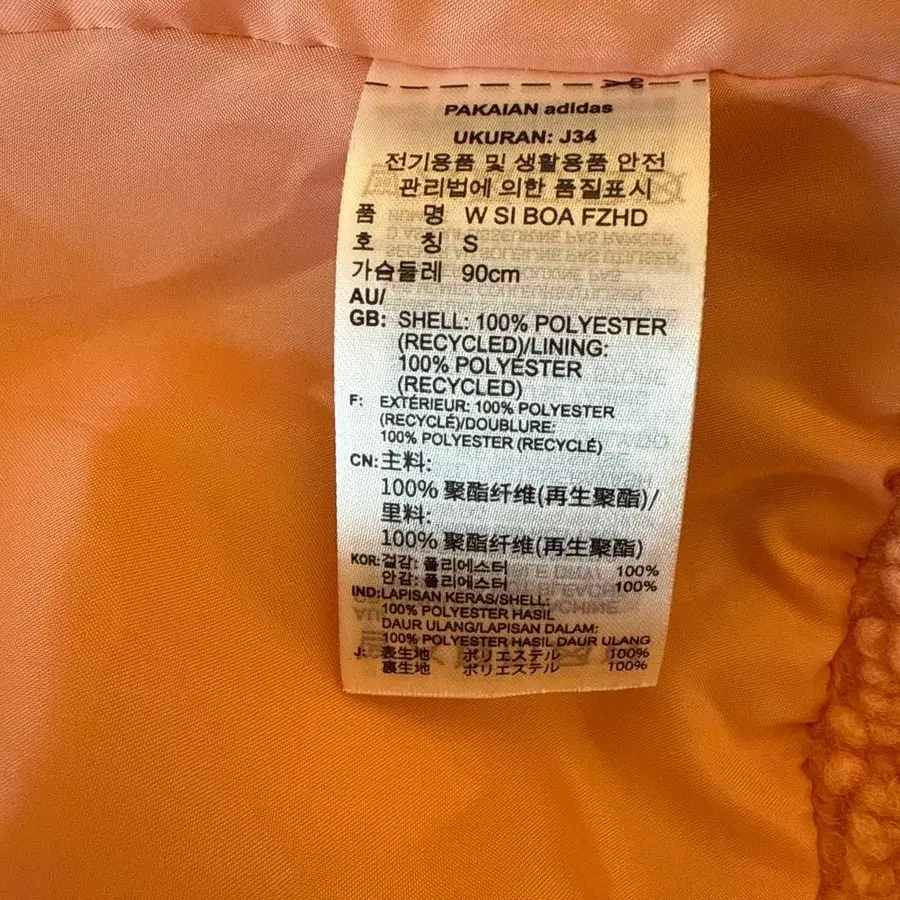 PAKAIAN adidas
UKURAN: J34
전기용품 및 생활용품 안전
관리법에 의한 품질표시
품 명 W SI BOA FZHD
호 칭 S
가슴둘레 90cm
AU/
GB: SHELL: 100% POLYESTER
(RECYCLED)/LINING:
100% POLYESTER
(RECYCLED)
F: EXTÉRIEUR: 100% POLYESTER
(RECYCLÉ)/DOUBLURE:
100% POLYESTER (RECYCLÉ)
CN:主料:
100% 聚酯纤维(再生聚酯)/
里料:
100% 聚酯纤维(再生聚酯)
KOR:겉감: 폴리에스터 100%
안감: 폴리에스터 100%
IND:LAPISAN KERAS/SHELL:
100% POLYESTER HASIL
DAUR ULANG/LAPISAN DALAM:
100% POLYESTER HASIL DAUR ULANG
J: 表生地 ポリエステル 100%
裏生地 ポリエステル 100%